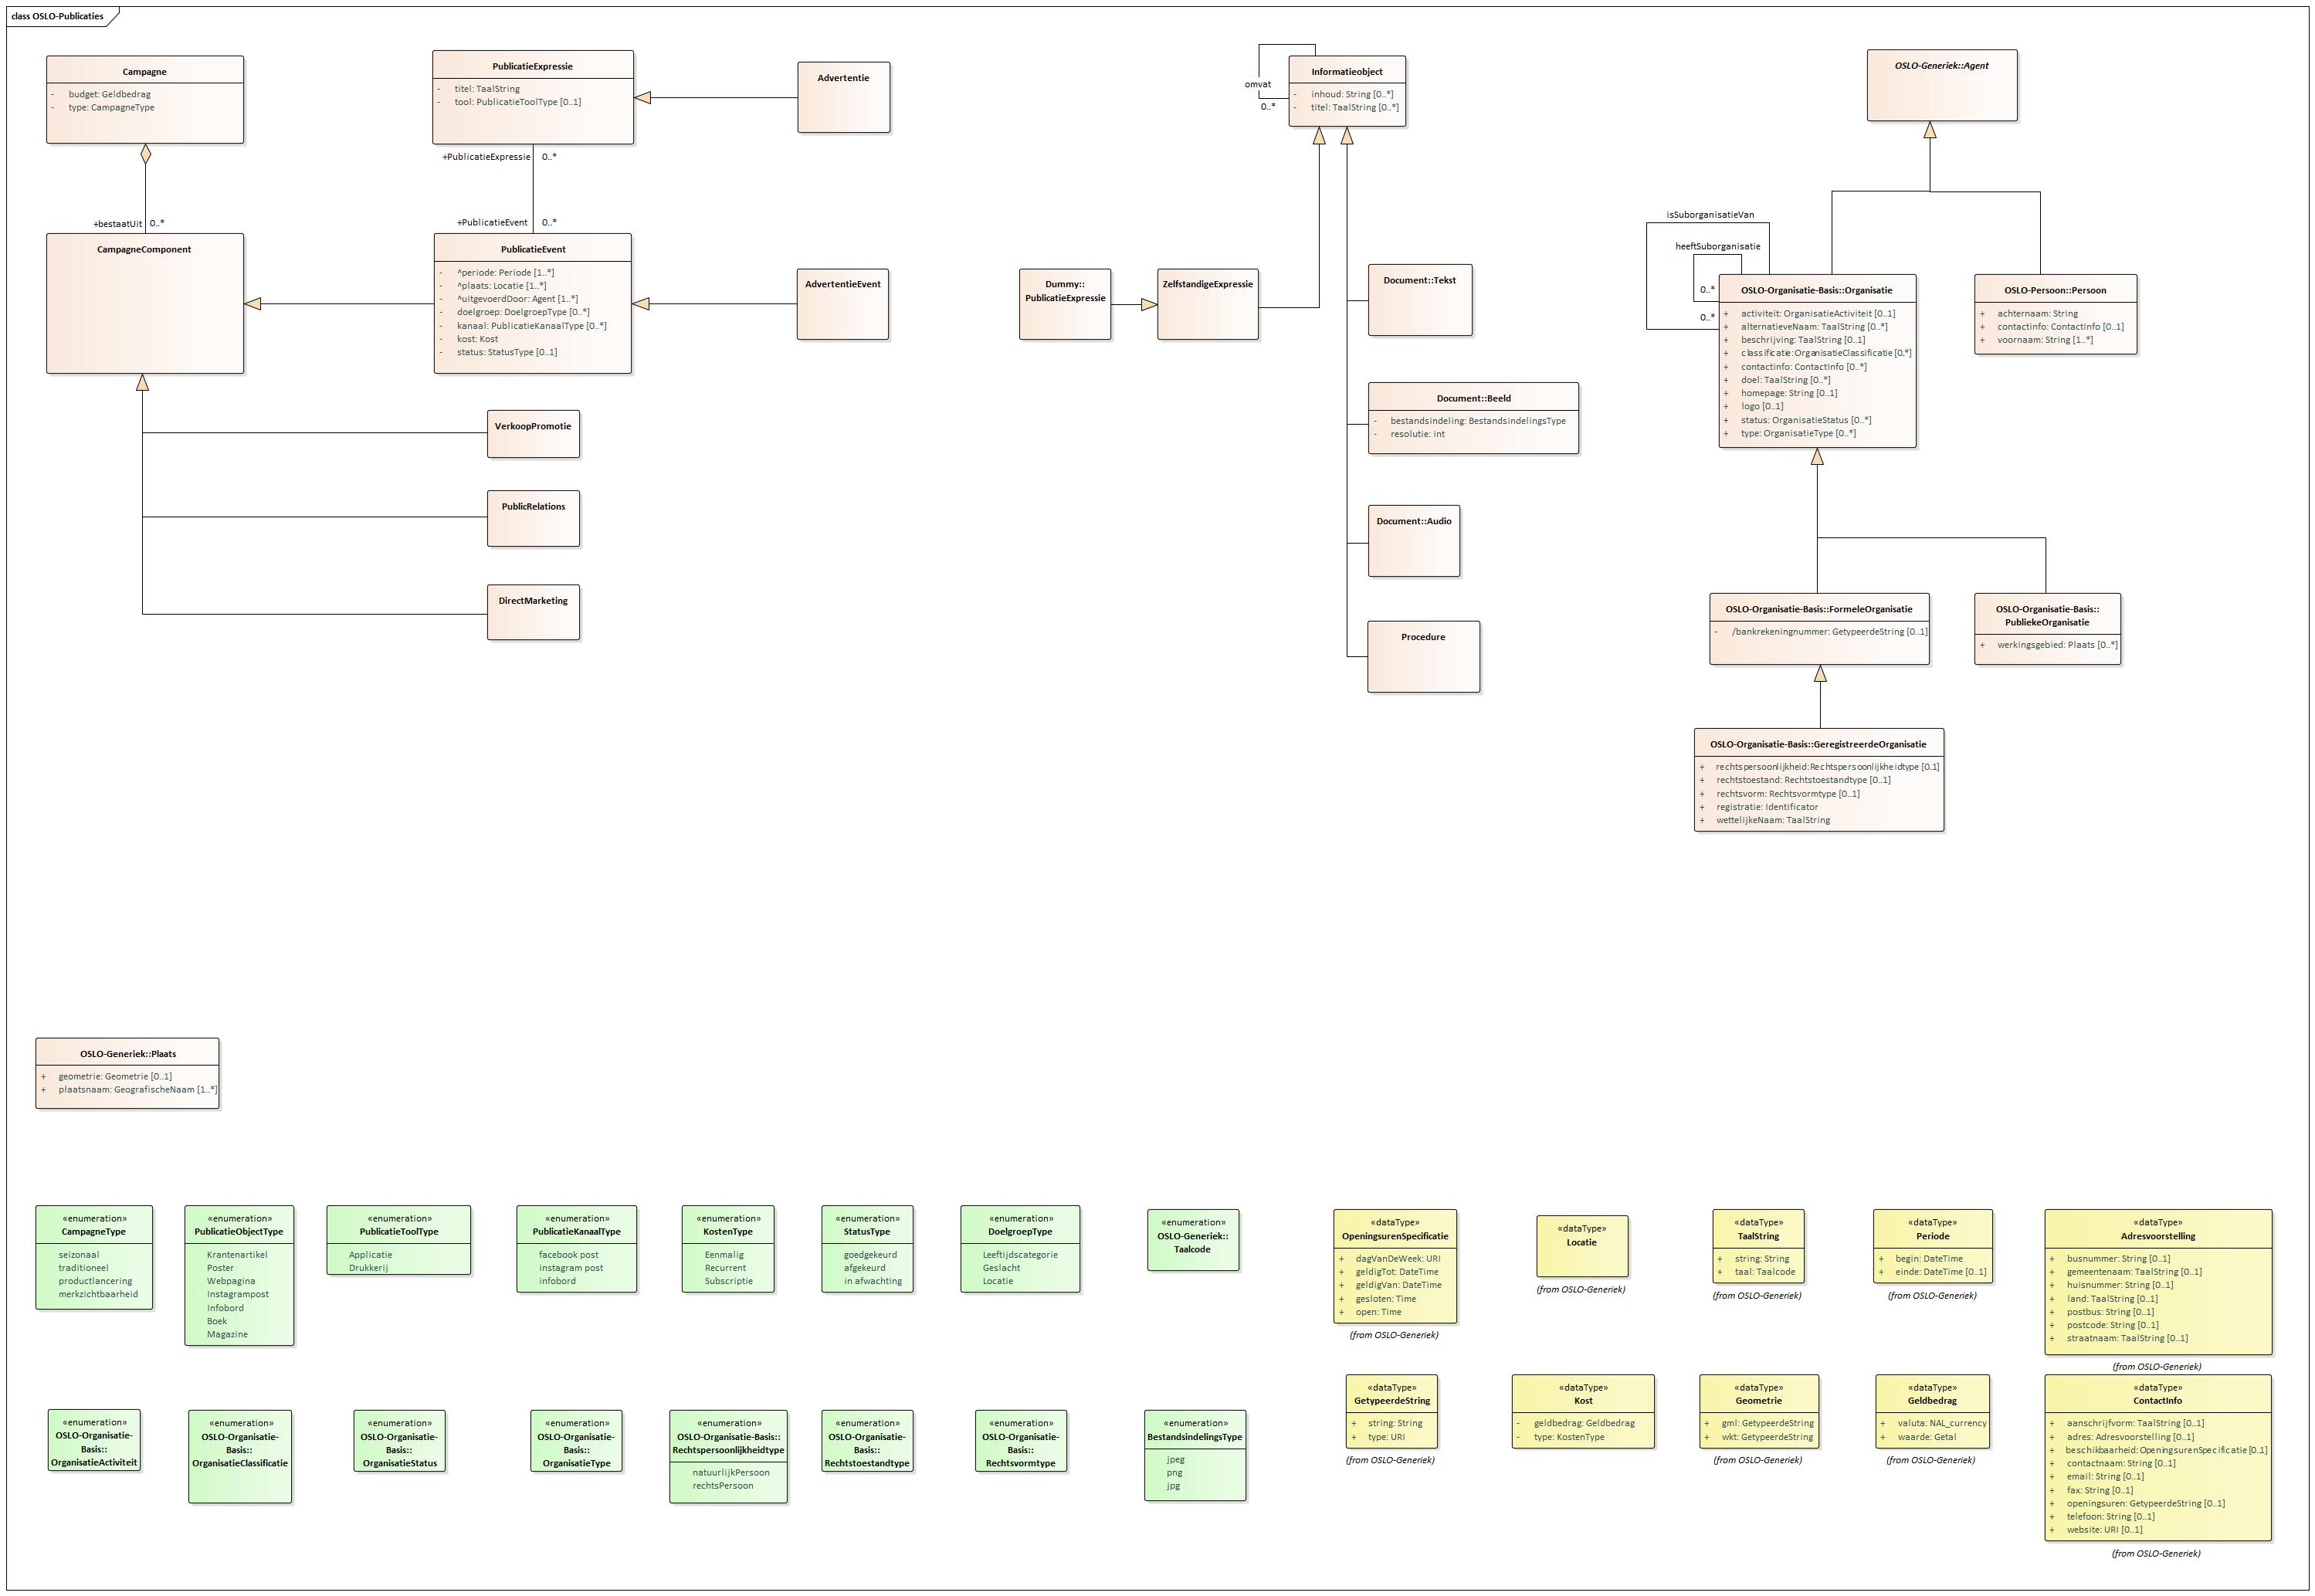 class OSLO-Publicaties
Campagne
- budget: Geldbedrag
- type: CampagneType
+bestaatUit 0..*
CampagneComponent
PublicatieExpressie
- titel: TaalString
- tool: PublicatieToolType [0..1]
+PublicatieExpressie 0..*
+PublicatieEvent 0..*
PublicatieEvent
- ^periode: Periode [1..*]
- ^plaats: Locatie [1..*]
- ^uitgevoerdDoor: Agent [1..*]
- doelgroep: DoelgroepType [0..*]
- kanaal: PublicatieKanaalType [0..*]
- kost: Kost
- status: StatusType [0..1]
Advertentie
AdvertentieEvent
VerkoopPromotie
PublicRelations
DirectMarketing
omvat
0..*
Informatieobject
- inhoud: String [0..*]
- titel: TaalString [0..*]
Dummy::
PublicatieExpressie
ZelfstandigeExpressie
Document::Tekst
Document::Beeld
- bestandsindeling: BestandsindelingsType
- resolutie: int
Document::Audio
Procedure
OSLO-Generiek::Agent
isSuborganisatieVan
heeftSuborganisatie
0..*
0..*
OSLO-Organisatie-Basis::Organisatie
+ activiteit: OrganisatieActiviteit [0..1]
+ alternatieveNaam: TaalString [0..*]
+ beschrijving: TaalString [0..1]
+ classificatie: OrganisatieClassificatie [0.*]
+ contactinfo: ContactInfo [0..*]
+ doel: TaalString [0..*]
+ homepage: String [0..1]
+ logo [0..1]
+ status: OrganisatieStatus [0..*]
+ type: OrganisatieType [0..*]
OSLO-Persoon::Persoon
+ achternaam: String
+ contactinfo: ContactInfo [0..1]
+ voornaam: String [1..*]
OSLO-Organisatie-Basis::FormeleOrganisatie
- /bankrekeningnummer: GetypeerdeString [0..1]
OSLO-Organisatie-Basis::
PubliekeOrganisatie
+ werkingsgebied: Plaats [0..*]
OSLO-Organisatie-Basis::GeregistreerdeOrganisatie
+ rechtspersoonlijkheid: Rechtspersoonlijkheidtype [0.1]
+ rechtstoestand: Rechtstoestandtype [0..1]
+ rechtsvorm: Rechtsvormtype [0..1]
+ registratie: Identificator
+ wettelijkeNaam: TaalString
OSLO-Generiek::Plaats
+ geometrie: Geometrie [0..1]
+ plaatsnaam: GeografischeNaam [1..*]
«enumeration»
CampagneType
seizonaal
traditioneel
productlancering
merkzichtbaarheid
«enumeration»
PublicatieObjectType
Krantenartikel
Poster
Webpagina
Instagrampost
Infobord
Boek
Magazine
«enumeration»
PublicatieToolType
Applicatie
Drukkerij
«enumeration»
PublicatieKanaalType
facebook post
instagram post
infobord
«enumeration»
KostenType
Eenmalig
Recurrent
Subscriptie
«enumeration»
StatusType
goedgekeurd
afgekeurd
in afwachting
«enumeration»
DoelgroepType
Leeftijdscategorie
Geslacht
Locatie
«enumeration»
OSLO-Generiek::
Taalcode
«dataType»
OpeningsurenSpecificatie
+ dagVanDeWeek: URI
+ geldigTot: DateTime
+ geldigVan: DateTime
+ gesloten: Time
+ open: Time
(from OSLO-Generiek)
«dataType»
Locatie
(from OSLO-Generiek)
«dataType»
TaalString
+ string: String
+ taal: Taalcode
(from OSLO-Generiek)
«dataType»
Periode
+ begin: DateTime
+ einde: DateTime [0..1]
(from OSLO-Generiek)
«dataType»
Adresvoorstelling
+ busnummer: String [0..1]
+ gemeentenaam: TaalString [0..1]
+ huisnummer: String [0..1]
+ land: TaalString [0..1]
+ postbus: String [0..1]
+ postcode: String [0..1]
+ straatnaam: TaalString [0..1]
(from OSLO-Generiek)
«enumeration»
OSLO-Organisatie-
Basis::
OrganisatieActiviteit
«enumeration»
OSLO-Organisatie-
Basis::
OrganisatieClassificatie
«enumeration»
OSLO-Organisatie-
Basis::
OrganisatieStatus
«enumeration»
OSLO-Organisatie-
Basis::
OrganisatieType
«enumeration»
OSLO-Organisatie-Basis::
Rechtspersoonlijkheidtype
natuurlijkPersoon
rechtsPersoon
«enumeration»
OSLO-Organisatie-
Basis::
Rechtstoestandtype
«enumeration»
OSLO-Organisatie-
Basis::
Rechtsvormtype
«enumeration»
BestandsindelingsType
jpeg
png
jpg
«dataType»
GetypeerdeString
+ string: String
+ type: URI
(from OSLO-Generiek)
«dataType»
Kost
- geldbedrag: Geldbedrag
- type: KostenType
«dataType»
Geometrie
+ gml: GetypeerdeString
+ wkt: GetypeerdeString
(from OSLO-Generiek)
«dataType»
Geldbedrag
+ valuta: NAL_currency
+ waarde: Getal
(from OSLO-Generiek)
«dataType»
ContactInfo
+ aanschrijfvorm: TaalString [0..1]
+ adres: Adresvoorstelling [0..1]
+ beschikbaarheid: OpeningsurenSpecificatie [0.1]
+ contactnaam: String [0..1]
+ email: String [0..1]
+ fax: String [0..1]
+ openingsuren: GetypeerdeString [0..1]
+ telefoon: String [0..1]
+ website: URI [0..1]
(from OSLO-Generiek)